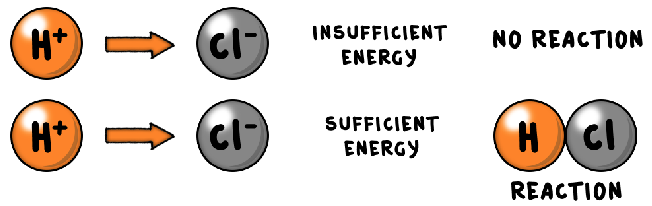 H⁺ Cl⁻ INSUFFICIENT ENERGY NO REACTION
H⁺ Cl⁻ SUFFICIENT ENERGY H Cl
REACTION